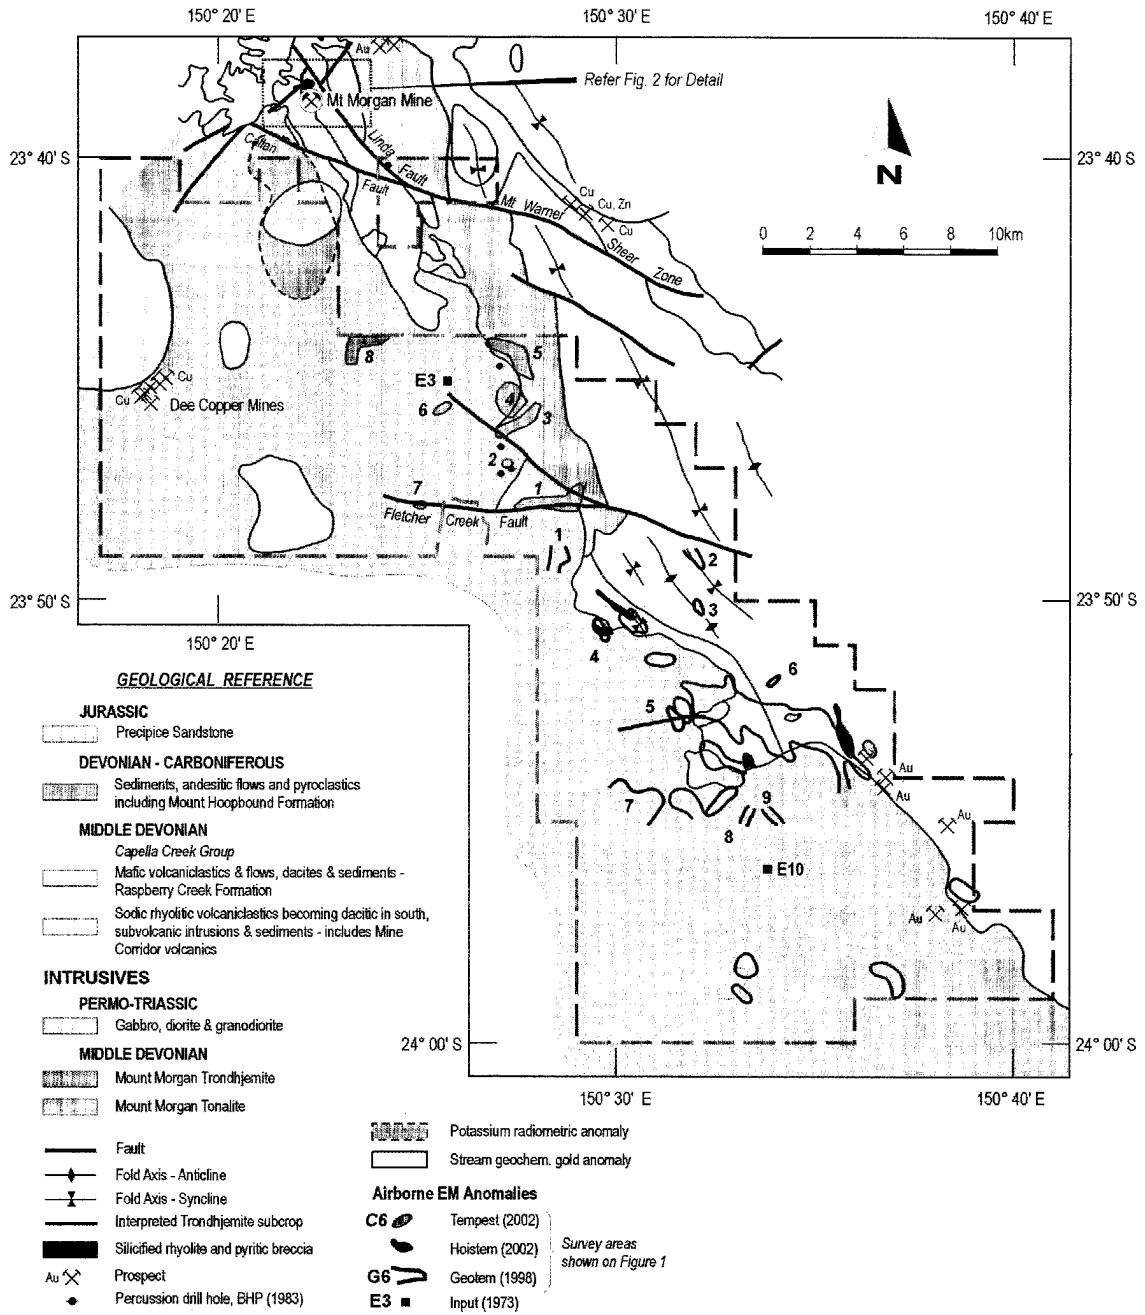 150° 20' E
150° 30' E
150° 40' E
Au
Refer Fig. 2 for Detail
Mt Morgan Mine
23° 40' S
23° 40' S
Linda Fault
Fault
N
Cu
Cu, Zn
Cu
Mt Warner Shear Zone
0 2 4 6 8 10km
8
5
E3
4
6
3
Cu
Cu
Dee Copper Mines
2
7
1
Fletcher Creek Fault
1
2
3
23° 50' S
23° 50' S
4
6
5
150° 20' E
7
9
8
Au
Au
Au
E10
Au
Au
24° 00' S
24° 00' S
150° 30' E
150° 40' E
GEOLOGICAL REFERENCE
JURASSIC
Precipice Sandstone
DEVONIAN - CARBONIFEROUS
Sediments, andesitic flows and pyroclastics
including Mount Hoopbound Formation
MIDDLE DEVONIAN
Capella Creek Group
Mafic volcaniclastics & flows, dacites & sediments -
Raspberry Creek Formation
Sodic rhyolitic volcaniclastics becoming dacitic in south,
subvolcanic intrusions & sediments - includes Mine
Corridor volcanics
INTRUSIVES
PERMO-TRIASSIC
Gabbro, diorite & granodiorite
MIDDLE DEVONIAN
Mount Morgan Trondhjemite
Mount Morgan Tonalite
Fault
Fold Axis - Anticline
Fold Axis - Syncline
Interpreted Trondhjemite subcrop
Silicified rhyolite and pyritic breccia
Au Prospect
Percussion drill hole, BHP (1983)
Potassium radiometric anomaly
Stream geochem. gold anomaly
Airborne EM Anomalies
C6 Tempest (2002)
Hoistem (2002)
G6 Geotem (1998)
E3 Input (1973)
Survey areas
shown on Figure 1